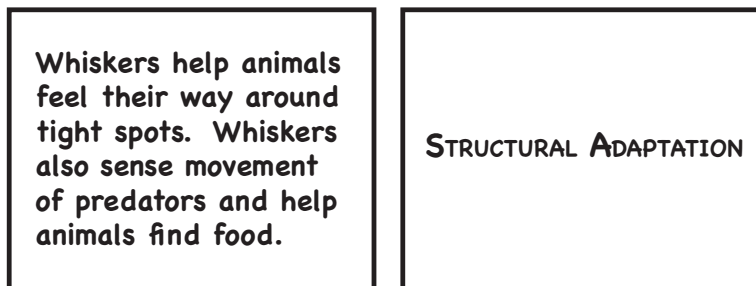 Whiskers help animals
feel their way around
tight spots.  Whiskers
also sense movement
of predators and help
animals find food.
STRUCTURAL ADAPTATION